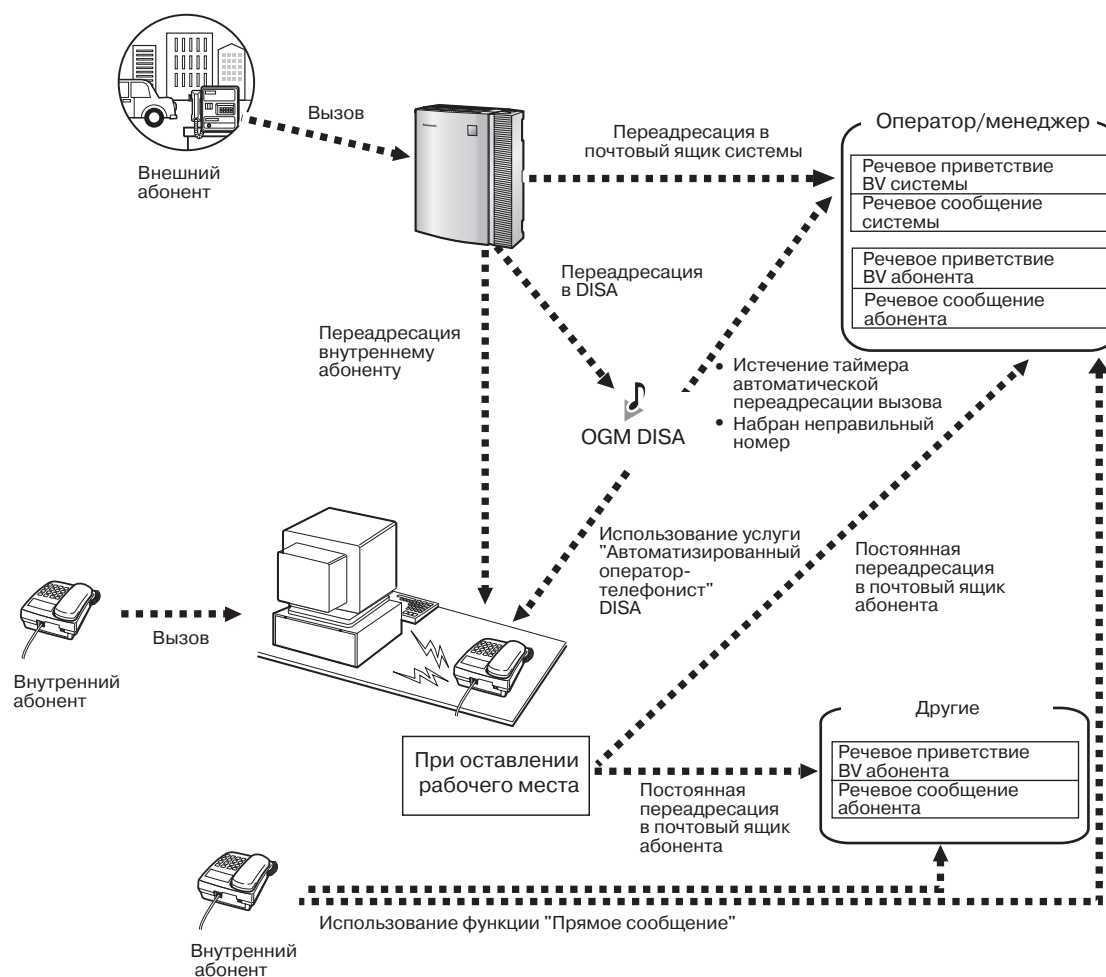 Вызов
Внешний
абонент
Переадресация в
почтовый ящик системы
Оператор/менеджер
Речевое приветствие
BV системы
Речевое сообщение
системы
Речевое приветствие
BV абонента
Речевое сообщение
абонента
Переадресация
в DISA
Переадресация
внутреннему
абоненту
• Истечение таймера
автоматической
переадресации вызова
• Набран неправильный
номер
OGM DISA
Использование услуги
"Автоматизированный
оператор-
телефонист"
DISA
Постоянная
переадресация
в почтовый ящик
абонента
Вызов
Внутренний
абонент
При оставлении
рабочего места
Постоянная
переадресация
в почтовый ящик
абонента
Другие
Речевое приветствие
BV абонента
Речевое сообщение
абонента
Использование функции "Прямое сообщение"
Внутренний
абонент